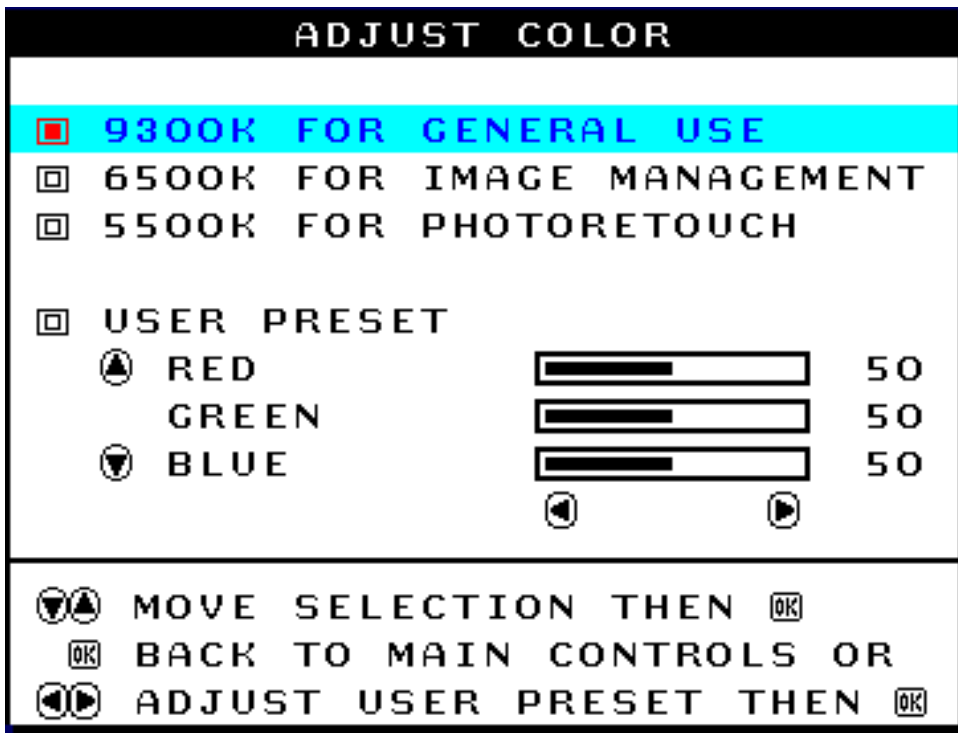 ADJUST COLOR
9300K FOR GENERAL USE
6500K FOR IMAGE MANAGEMENT
5500K FOR PHOTORETOUCH
USER PRESET
RED 50
GREEN 50
BLUE 50
MOVE SELECTION THEN OK
OK BACK TO MAIN CONTROLS OR
ADJUST USER PRESET THEN OK